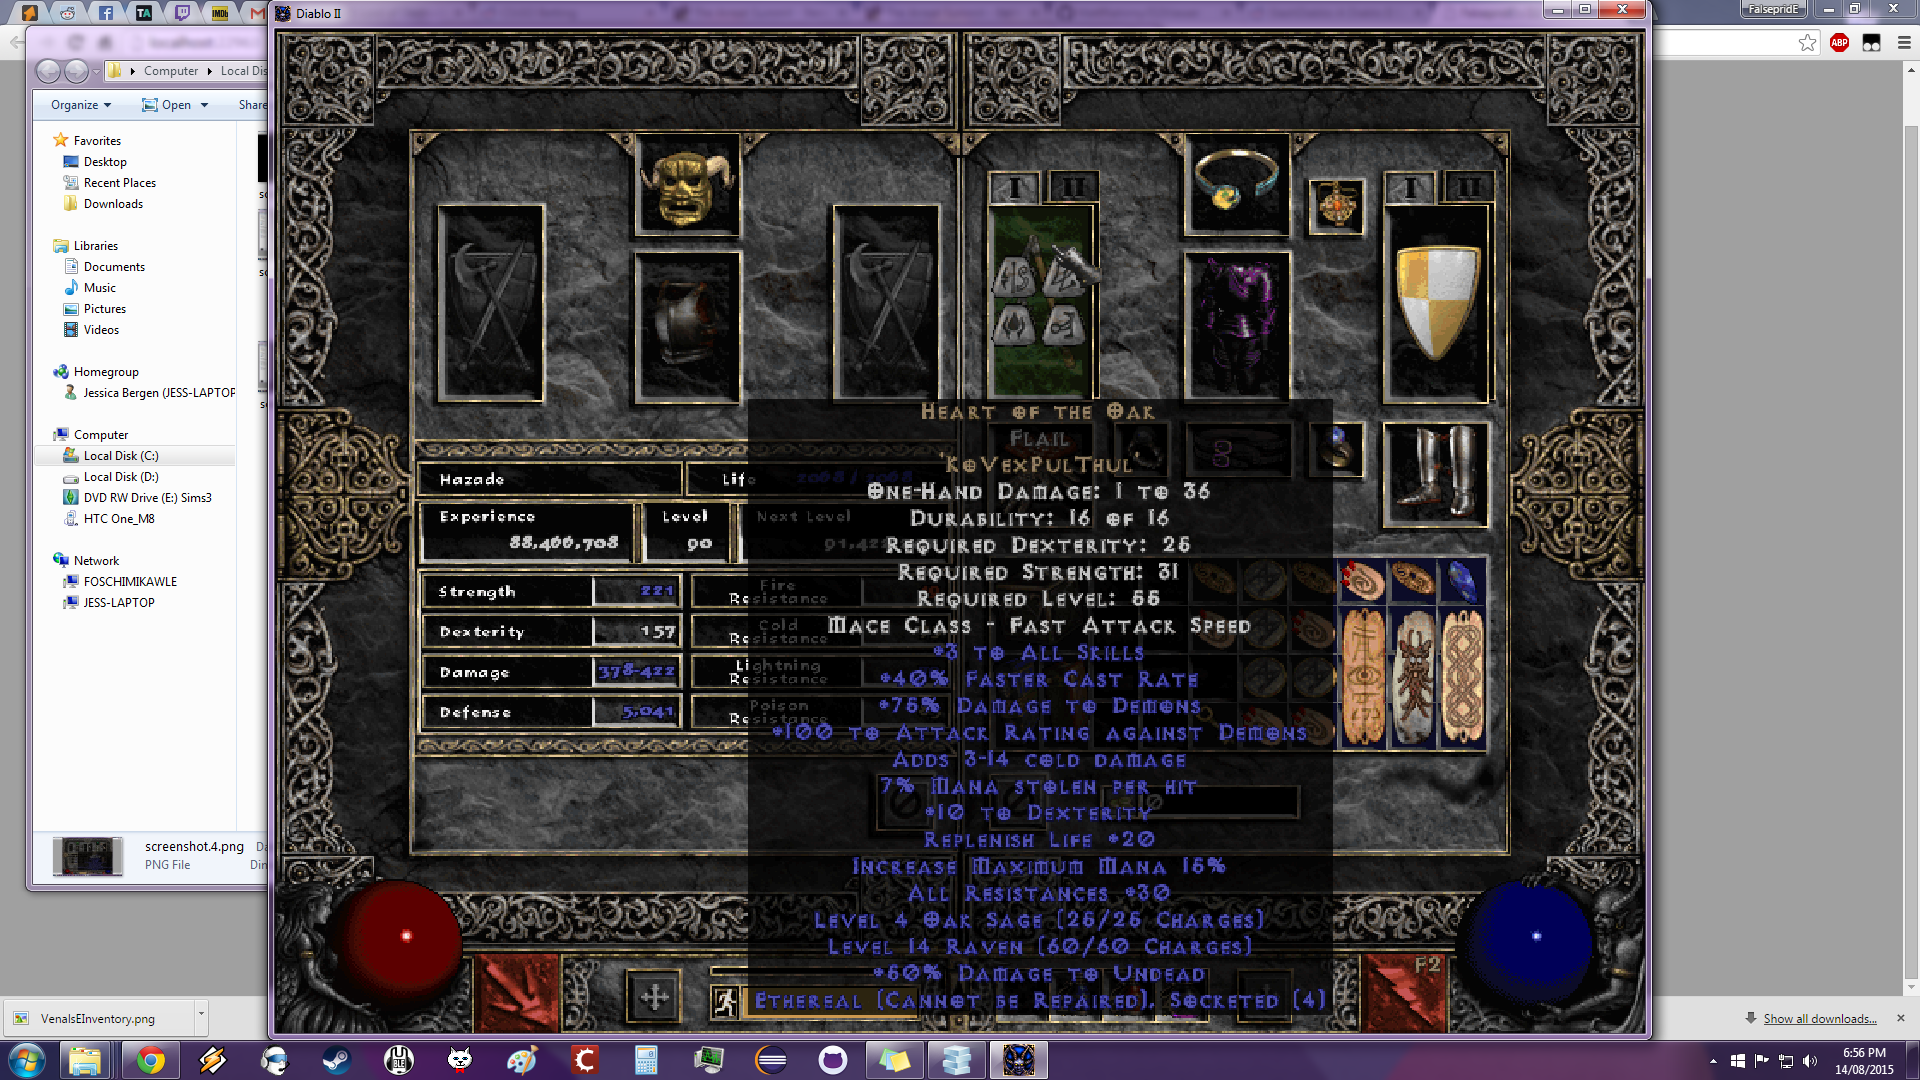 Diablo II
FalsepridE
Computer
Local Dis
Organize
Open
Share
Favorites
Desktop
Recent Places
Downloads
Libraries
Documents
Music
Pictures
Videos
Homegroup
Jessica Bergen (JESS-LAPTOP
Computer
Local Disk (C:)
Local Disk (D:)
DVD RW Drive (E:) Sims3
HTC One_M8
Network
FOSCHIMIKAWLE
JESS-LAPTOP
screenshot.4.png
PNG File
I
II
I
II
Hazade
Life
Experience
88,460,708
Level
90
Next Level
Strength
221
Dexterity
157
Damage
378-422
Defense
5,041
Fire
Resistance
Cold
Resistance
Lightning
Resistance
Poison
Resistance
Heart of the Oak
Flail
'KoVexPulThul'
One-Hand Damage: 1 to 36
Durability: 16 of 16
Required Dexterity: 25
Required Strength: 31
Required Level: 55
Mace Class - Fast Attack Speed
+3 to All Skills
+40% Faster Cast Rate
+75% Damage to Demons
+100 to Attack Rating against Demons
Adds 3-14 cold damage
7% Mana stolen per hit
+10 to Dexterity
Replenish Life +20
Increase Maximum Mana 15%
All Resistances +30
Level 4 Oak Sage (25/25 Charges)
Level 14 Raven (60/60 Charges)
+50% Damage to Undead
Ethereal (Cannot be Repaired), Socketed (4)
F2
VenalsEInventory.png
Show all downloads...
6:56 PM
14/08/2015